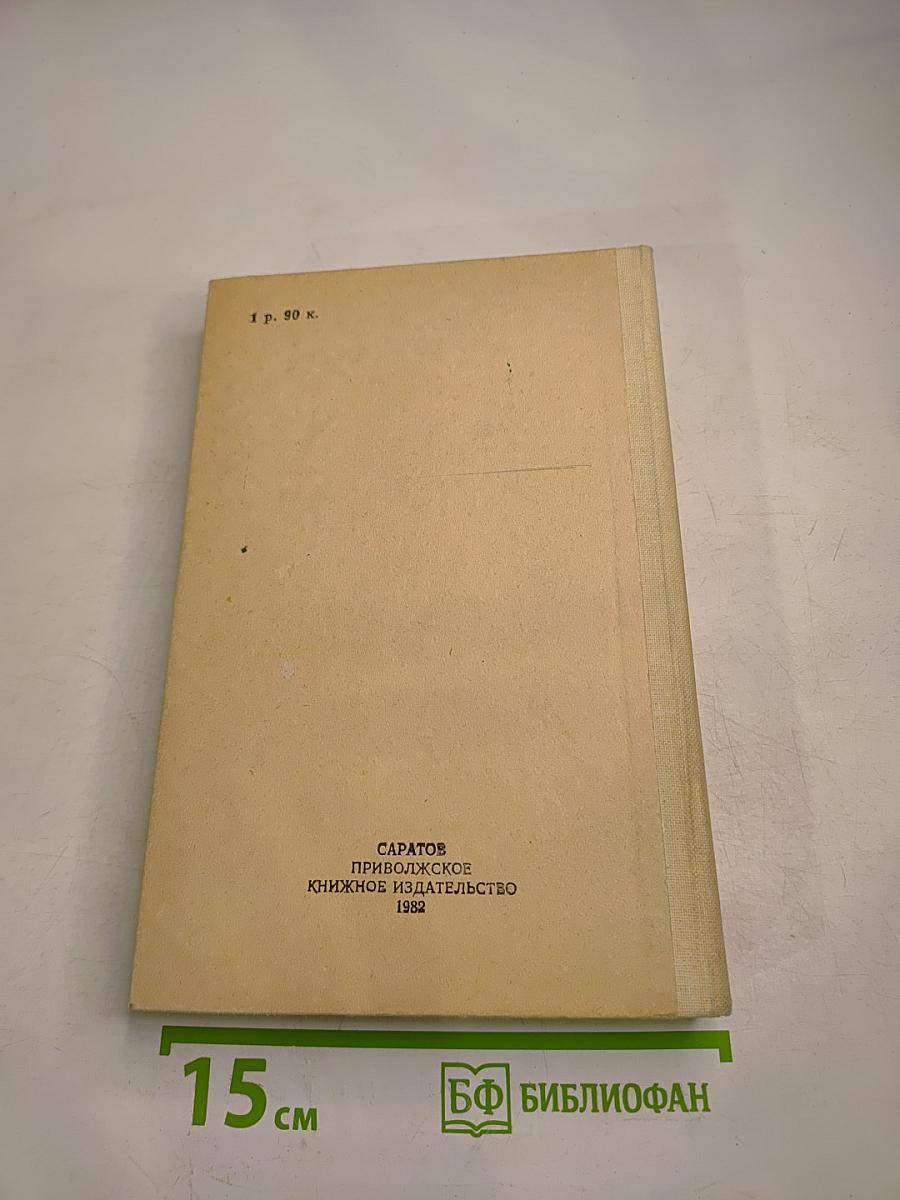 1 р. 90 к.
САРАТОВ
ПРИВОЛЖСКОЕ
КНИЖНОЕ ИЗДАТЕЛЬСТВО
1982
15 см
БФ БИБЛИОФАН